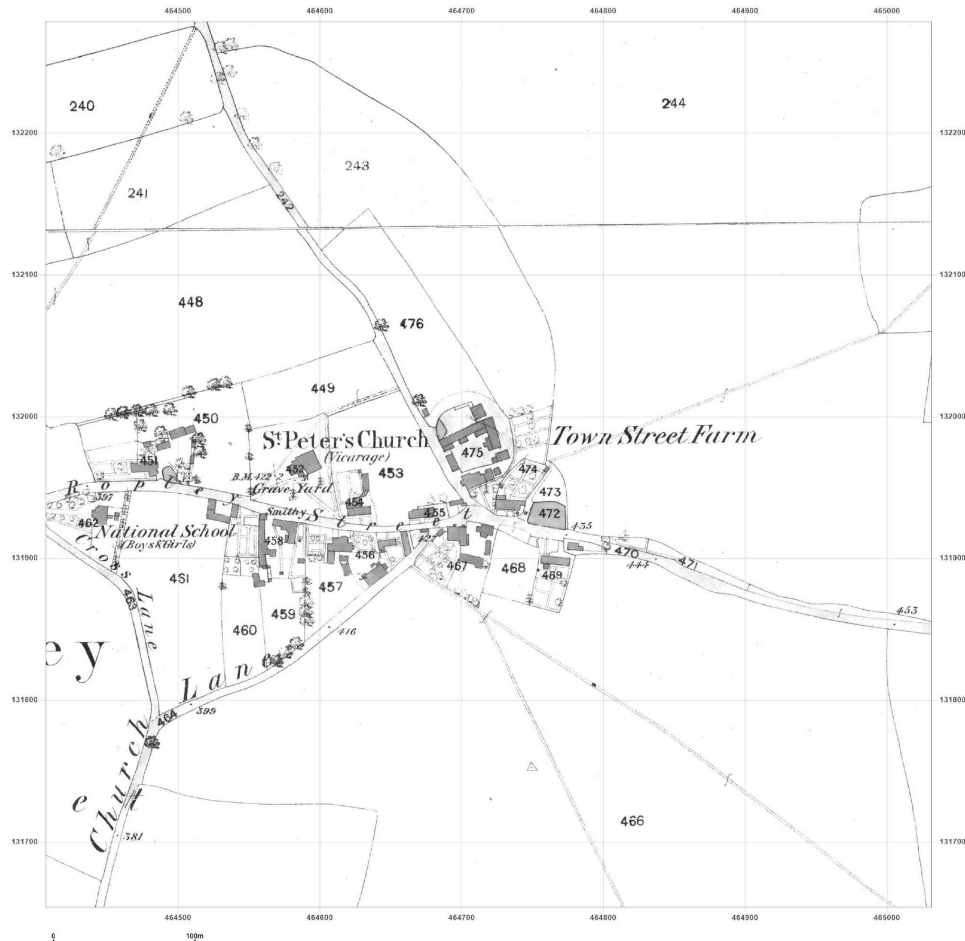 464500 464600 464700 464800 464900 465000
240
244
132200 132200
243
241
242
132100 132100
448
476
449
132000 132000
450
St Peter's Church
(Vicarage)
Town Street Farm
475
451
452
453
474
B.M. 422·2
Grave Yard
473
472
454
Ropley Street
397
Smithy
455
435
462
National School
(Boys & Girls)
458
427
456
470
471
131900 131900
467
468
469
444
Cross Lane
461
457
463
459
453
460
416
ey
Church Lane
131800 131800
464
399
e
466
381
131700 131700
464500 464600 464700 464800 464900 465000
0 100m